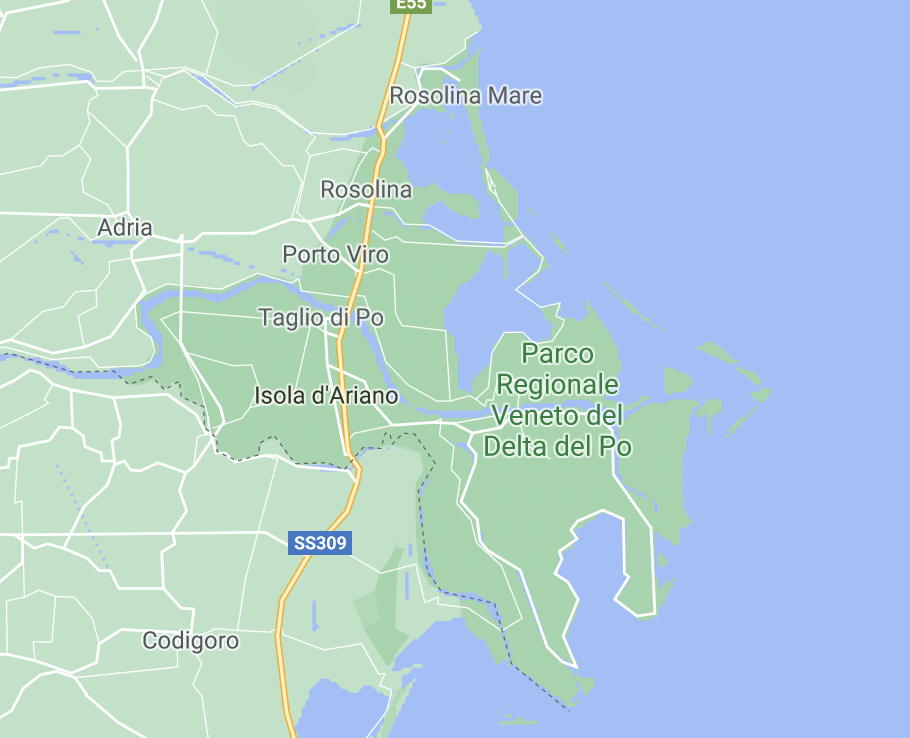 E55
Rosolina Mare
Rosolina
Adria
Porto Viro
Taglio di Po
Parco
Regionale
Veneto del
Delta del Po
Isola d'Ariano
SS309
Codigoro